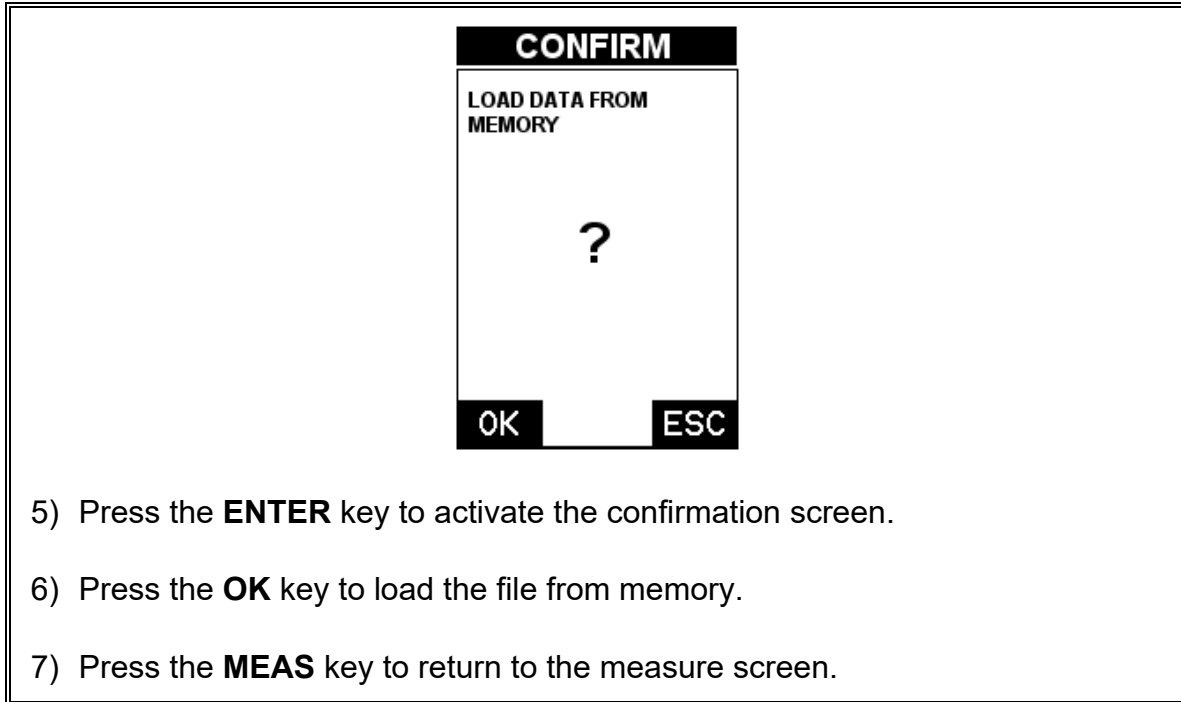 CONFIRM
LOAD DATA FROM
MEMORY
?
OK ESC
5) Press the ENTER key to activate the confirmation screen.
6) Press the OK key to load the file from memory.
7) Press the MEAS key to return to the measure screen.